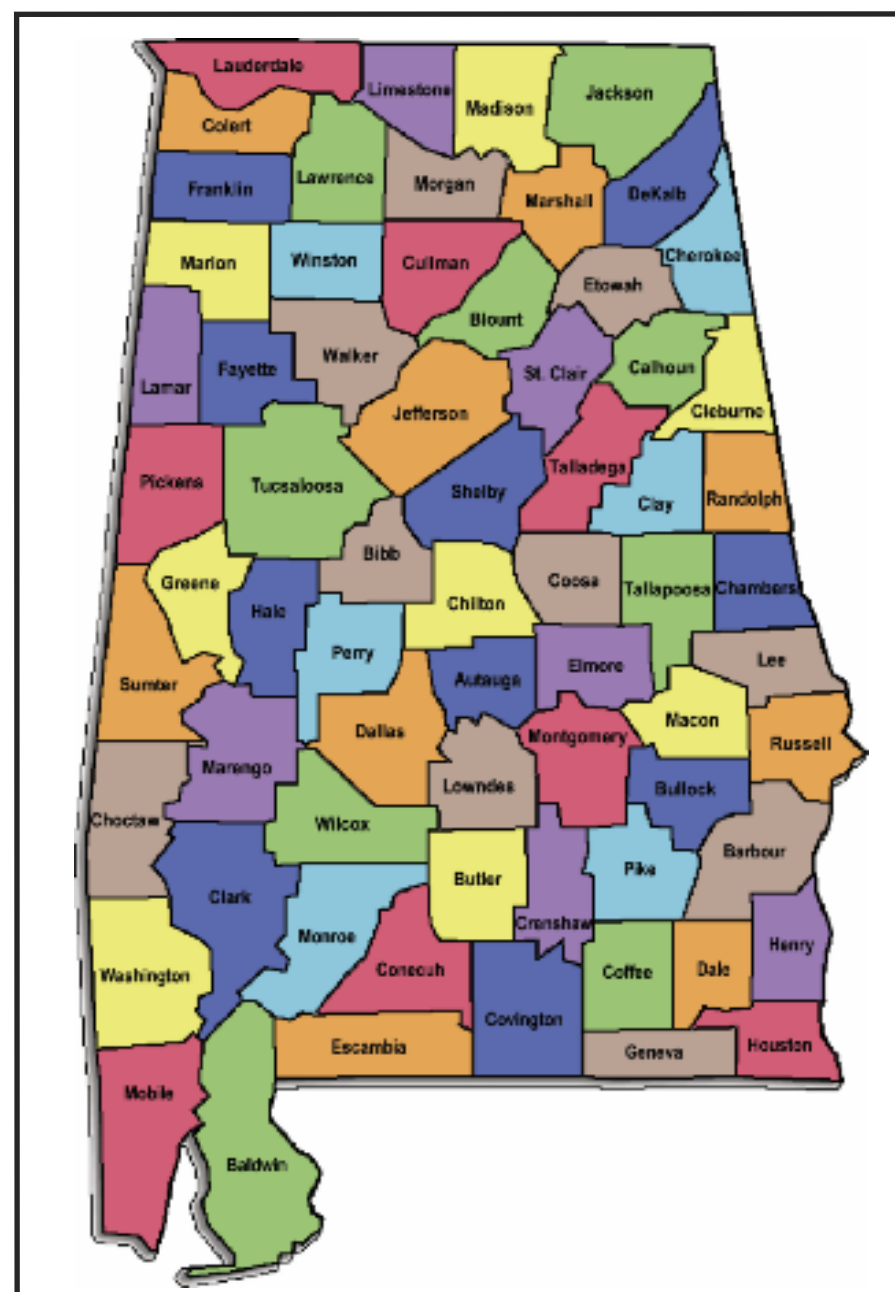 Lauderdale
Limestone
Madison
Jackson
Colert
Lawrence
Morgan
Franklin
Marshall
DeKalb
Cherokee
Marion
Winston
Cullman
Etowah
Blount
Walker
Lamar
Fayette
St. Clair
Calhoun
Jefferson
Cleburne
Pickens
Tucsaloosa
Shelby
Talladega
Clay
Randolph
Greene
Bibb
Coosa
Tallapoosa
Chambers
Hale
Chilton
Perry
Elmore
Lee
Sumter
Autauga
Macon
Dallas
Montgomery
Russell
Marengo
Lowndes
Bullock
Choctaw
Wilcox
Barbour
Clark
Butler
Pike
Crenshaw
Monroe
Henry
Washington
Conecuh
Coffee
Dale
Covington
Escambia
Geneva
Houston
Mobile
Baldwin